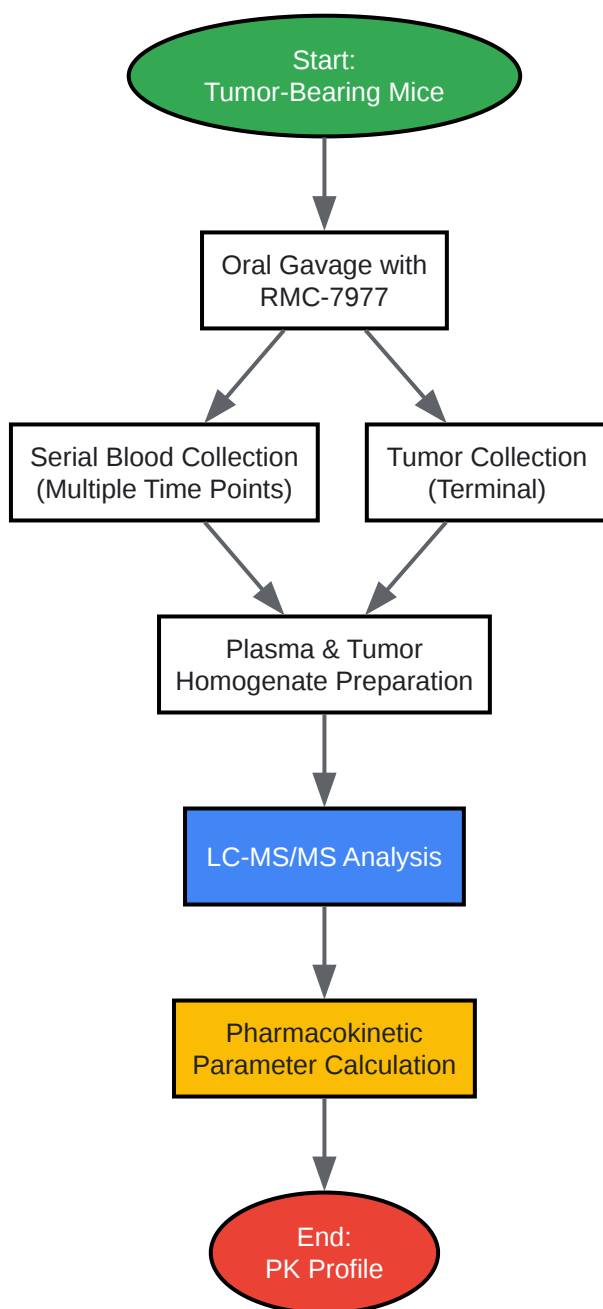 Start:
Tumor-Bearing Mice
Oral Gavage with
RMC-7977
Serial Blood Collection
(Multiple Time Points)
Tumor Collection
(Terminal)
Plasma & Tumor
Homogenate Preparation
LC-MS/MS Analysis
Pharmacokinetic
Parameter Calculation
End:
PK Profile